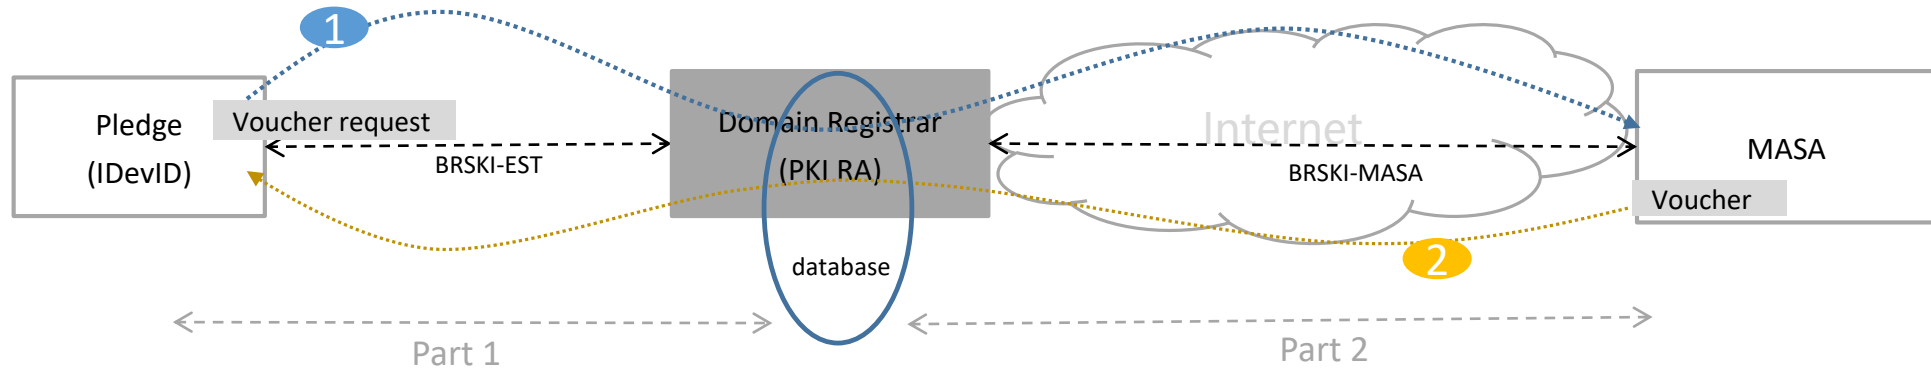 1
Pledge
(IDevID)
Voucher request
BRSKI-EST
Domain Registrar
(PKI RA)
database
Internet
BRSKI-MASA
MASA
Voucher
2
Part 1
Part 2